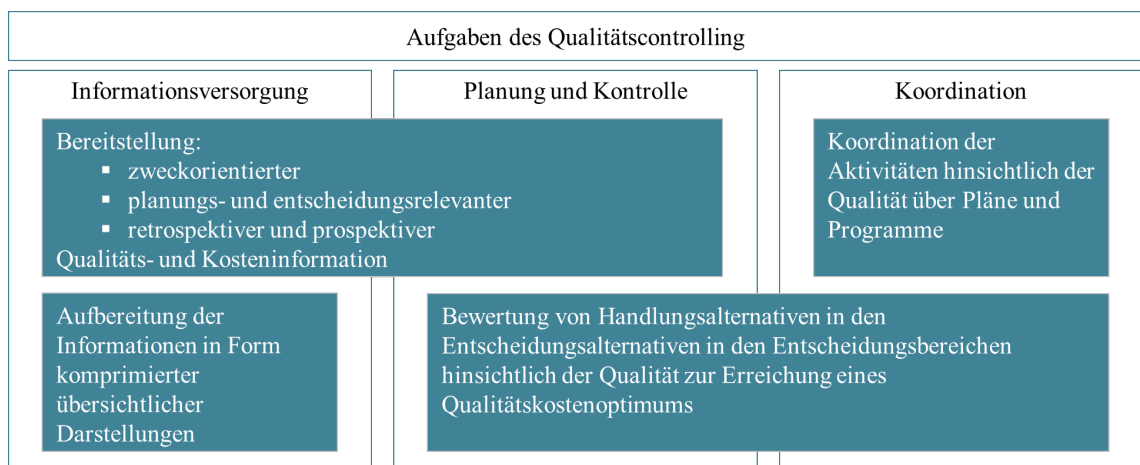 Aufgaben des Qualitätscontrolling
Informationsversorgung
Planung und Kontrolle
Koordination
Bereitstellung:
▪ zweckorientierter
▪ planungs- und entscheidungsrelevanter
▪ retrospektiver und prospektiver
Qualitäts- und Kosteninformation
Koordination der
Aktivitäten hinsichtlich der
Qualität über Pläne und
Programme
Aufbereitung der
Informationen in Form
komprimierter
übersichtlicher
Darstellungen
Bewertung von Handlungsalternativen in den
Entscheidungsalternativen in den Entscheidungsbereichen
hinsichtlich der Qualität zur Erreichung eines
Qualitätskostenoptimums